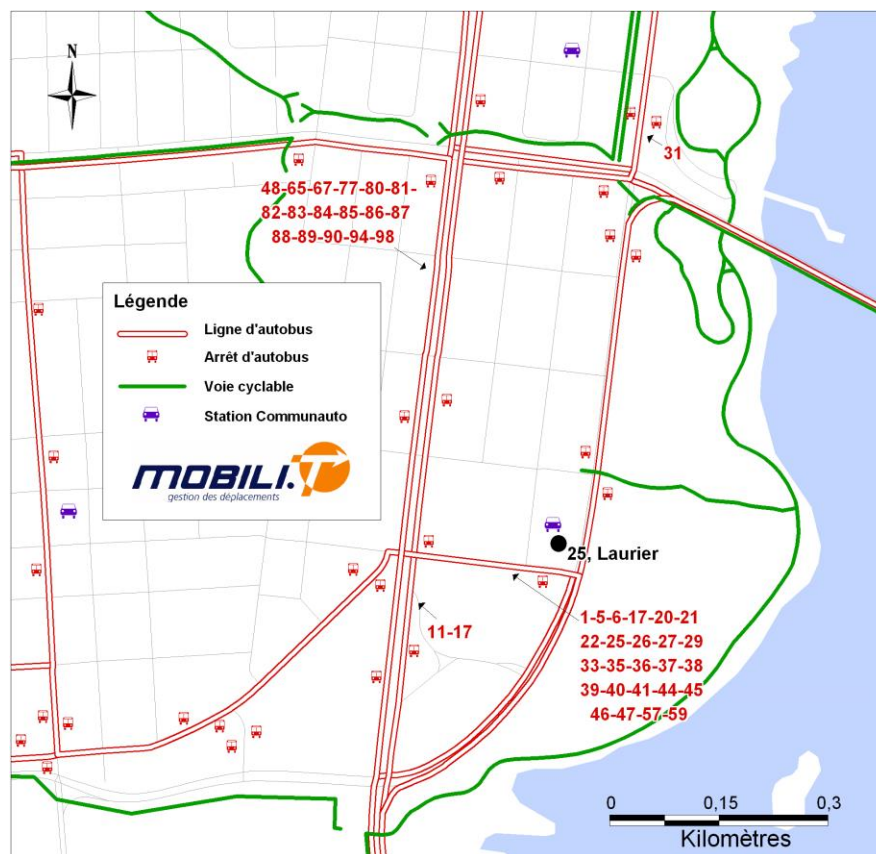 N
31
48-65-67-77-80-81-
82-83-84-85-86-87
88-89-90-94-98
Légende
Ligne d'autobus
Arrêt d'autobus
Voie cyclable
Station Communauto
MOBILI.T
gestion des déplacements
25, Laurier
11-17
1-5-6-17-20-21
22-25-26-27-29
33-35-36-37-38
39-40-41-44-45
46-47-57-59
0 0,15 0,3
Kilomètres